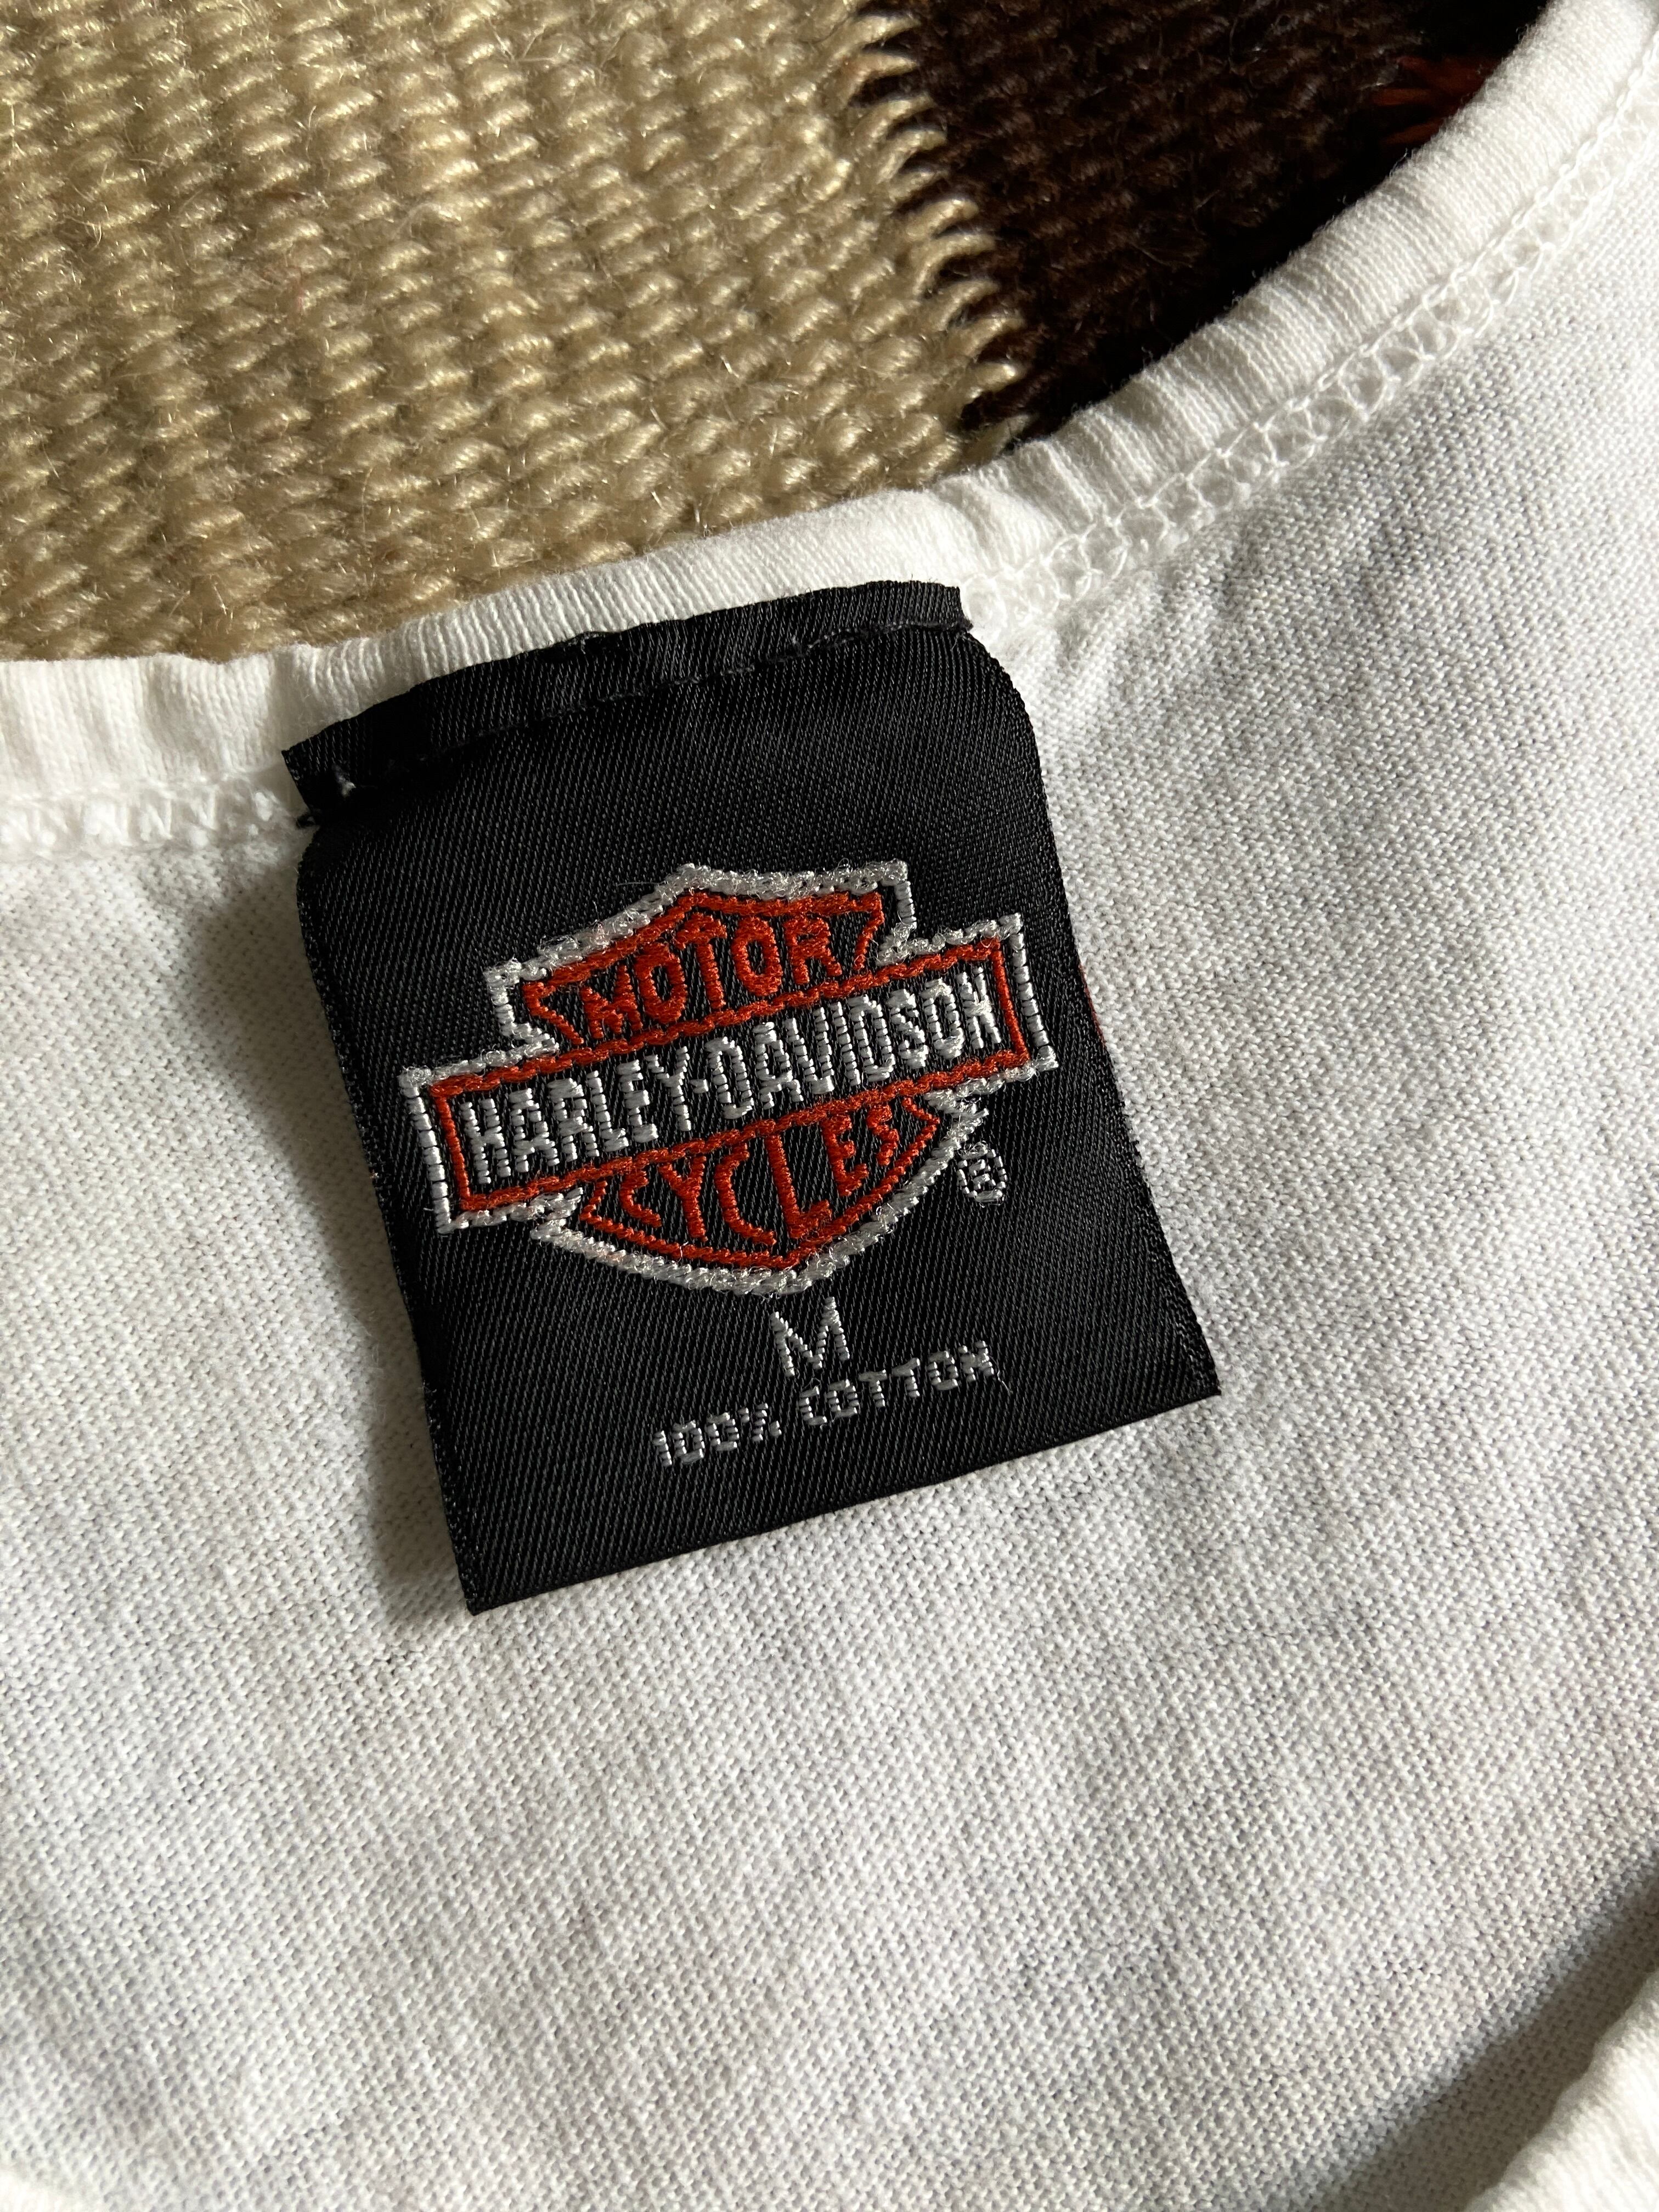 MOTOR
HARLEY-DAVIDSON
CYCLES
®
M
100% COTTON